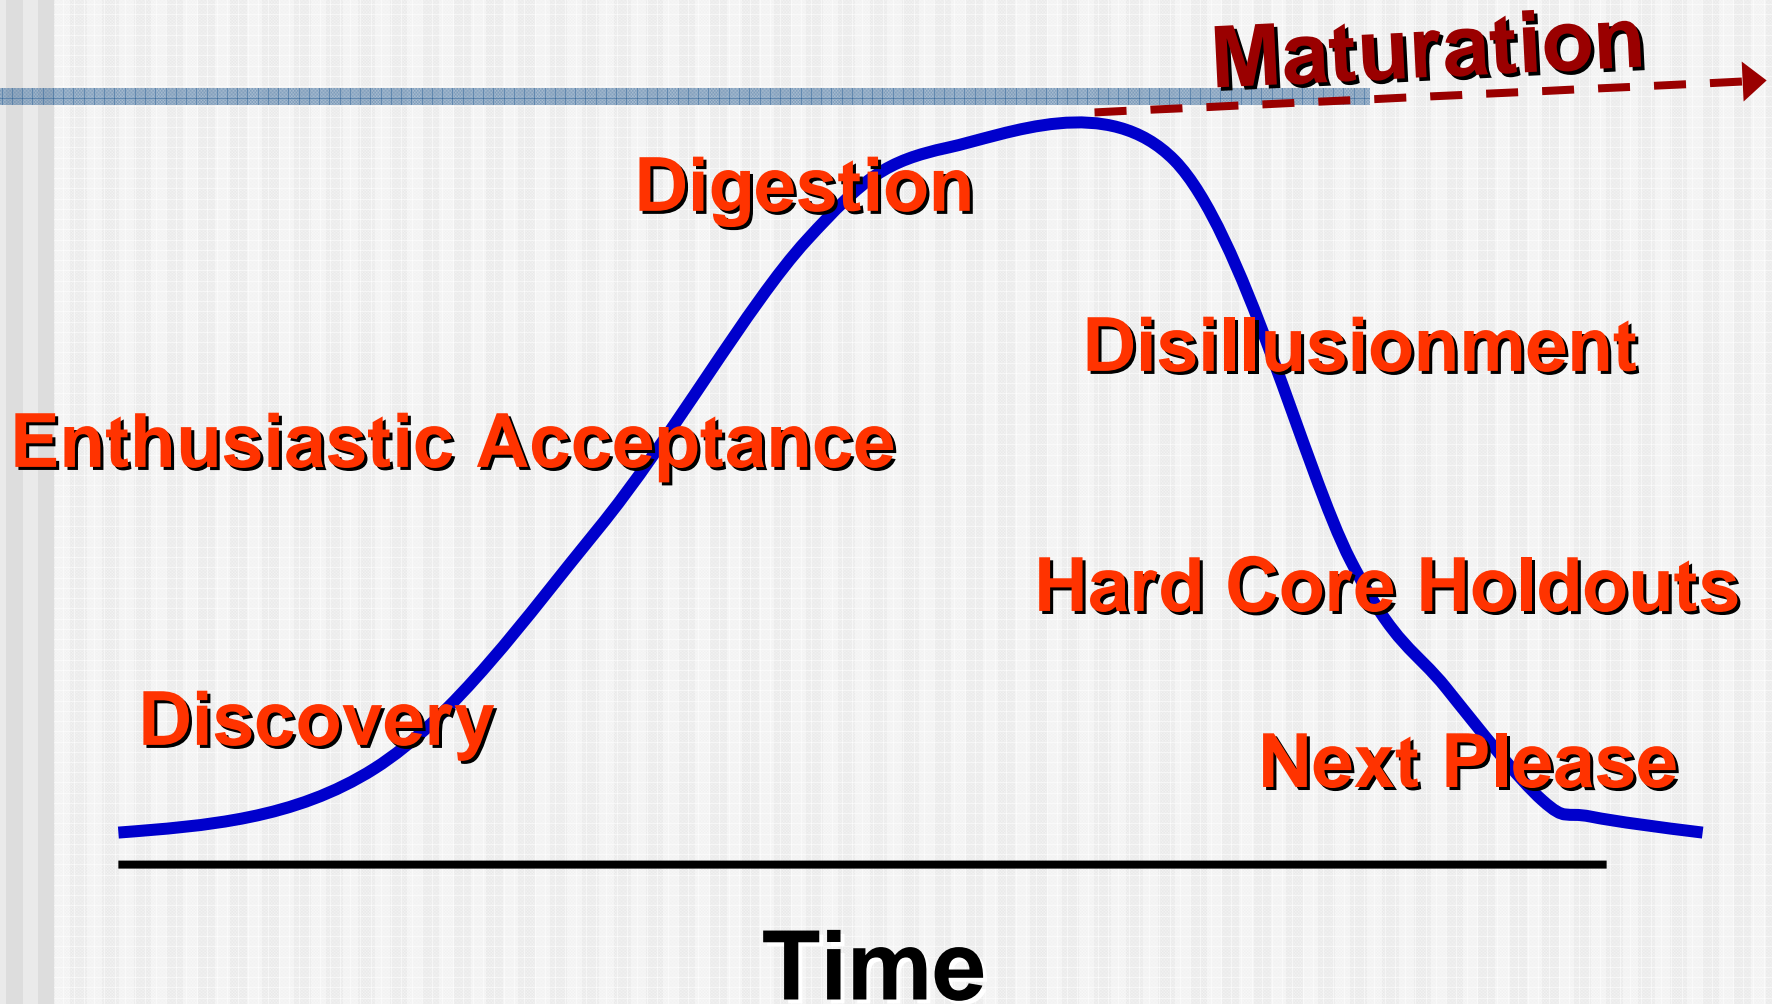 Maturation
Digestion
Disillusionment
Enthusiastic Acceptance
Hard Core Holdouts
Discovery
Next Please
Time